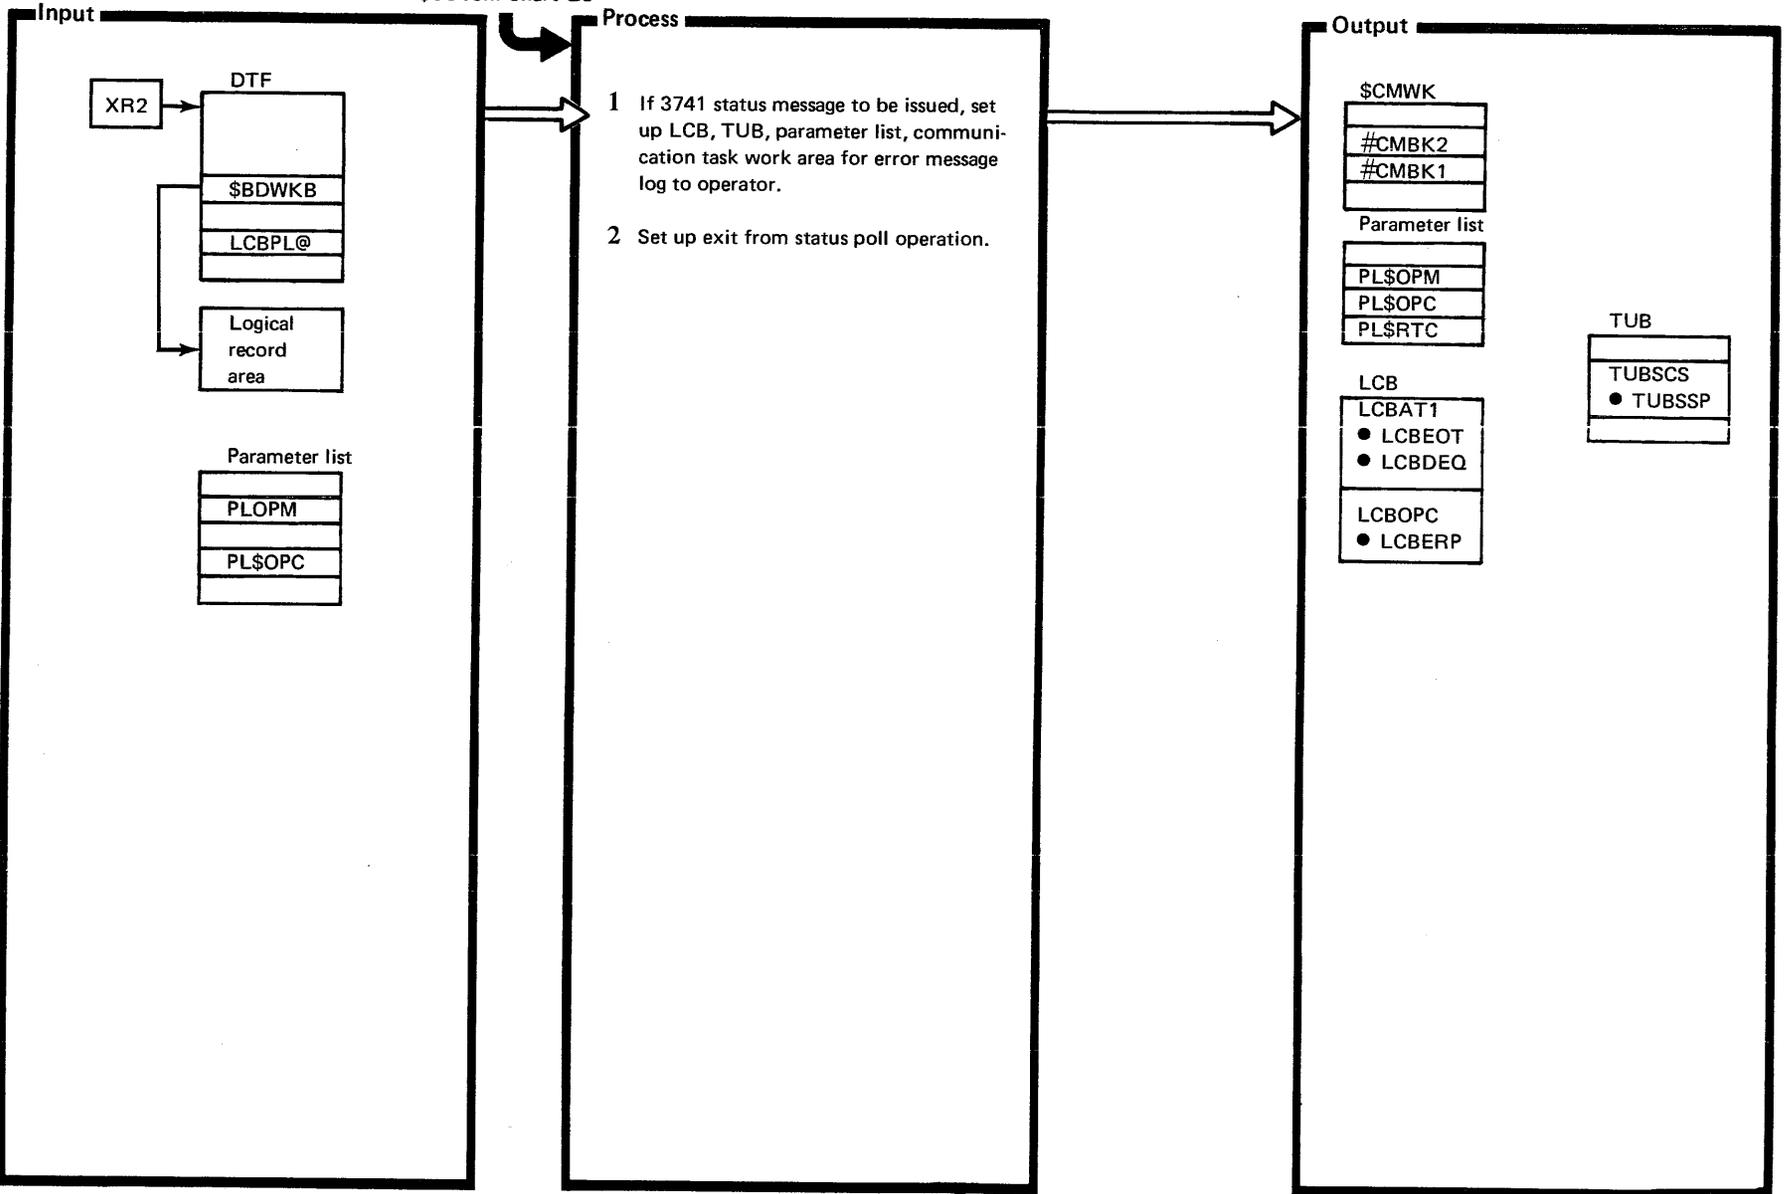 Input
XR2
DTF
$BDWKB
LCBPL@
Logical
record
area
Parameter list
PLOPM
PL$OPC
Process
1 If 3741 status message to be issued, set
up LCB, TUB, parameter list, communi-
cation task work area for error message
log to operator.
2 Set up exit from status poll operation.
Output
$CMWK
#CMBK2
#CMBK1
Parameter list
PL$OPM
PL$OPC
PL$RTC
LCB
LCBAT1
● LCBEOT
● LCBDEQ
LCBOPC
● LCBERP
TUB
TUBSCS
● TUBSSP